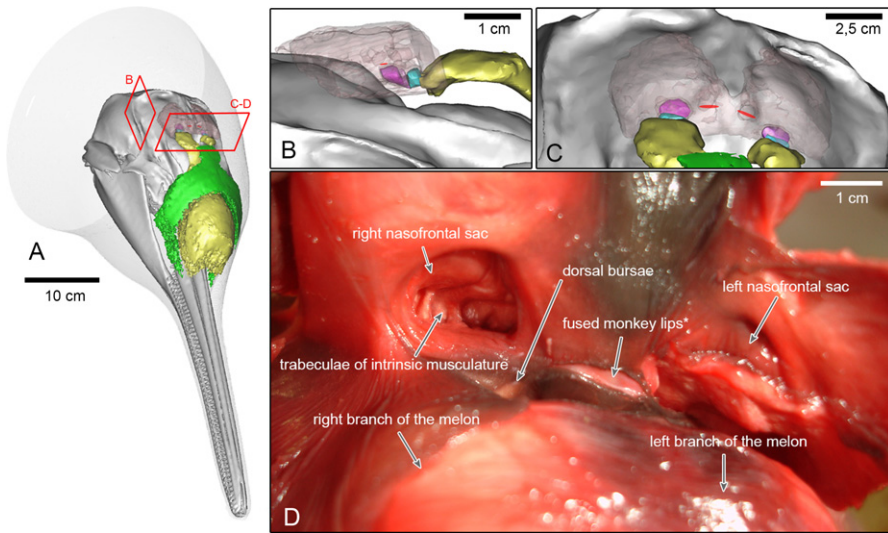 B
C-D
A
10 cm
1 cm
B
2,5 cm
C
1 cm
right nasofrontal sac
dorsal bursae
left nasofrontal sac
fused monkey lips*
trabeculae of intrinsic musculature
right branch of the melon
left branch of the melon
D